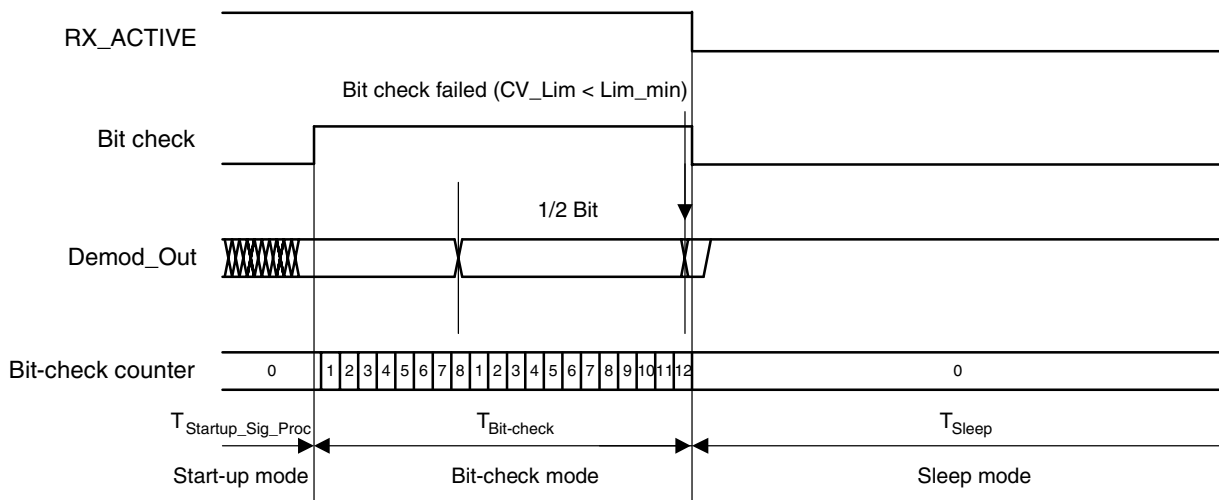 RX_ACTIVE
Bit check failed (CV_Lim < Lim_min)
Bit check
1/2 Bit
Demod_Out
Bit-check counter
0 1 2 3 4 5 6 7 8 1 2 3 4 5 6 7 8 9 10 11 12 0
TStartup_Sig_Proc TBit-check TSleep
Start-up mode Bit-check mode Sleep mode